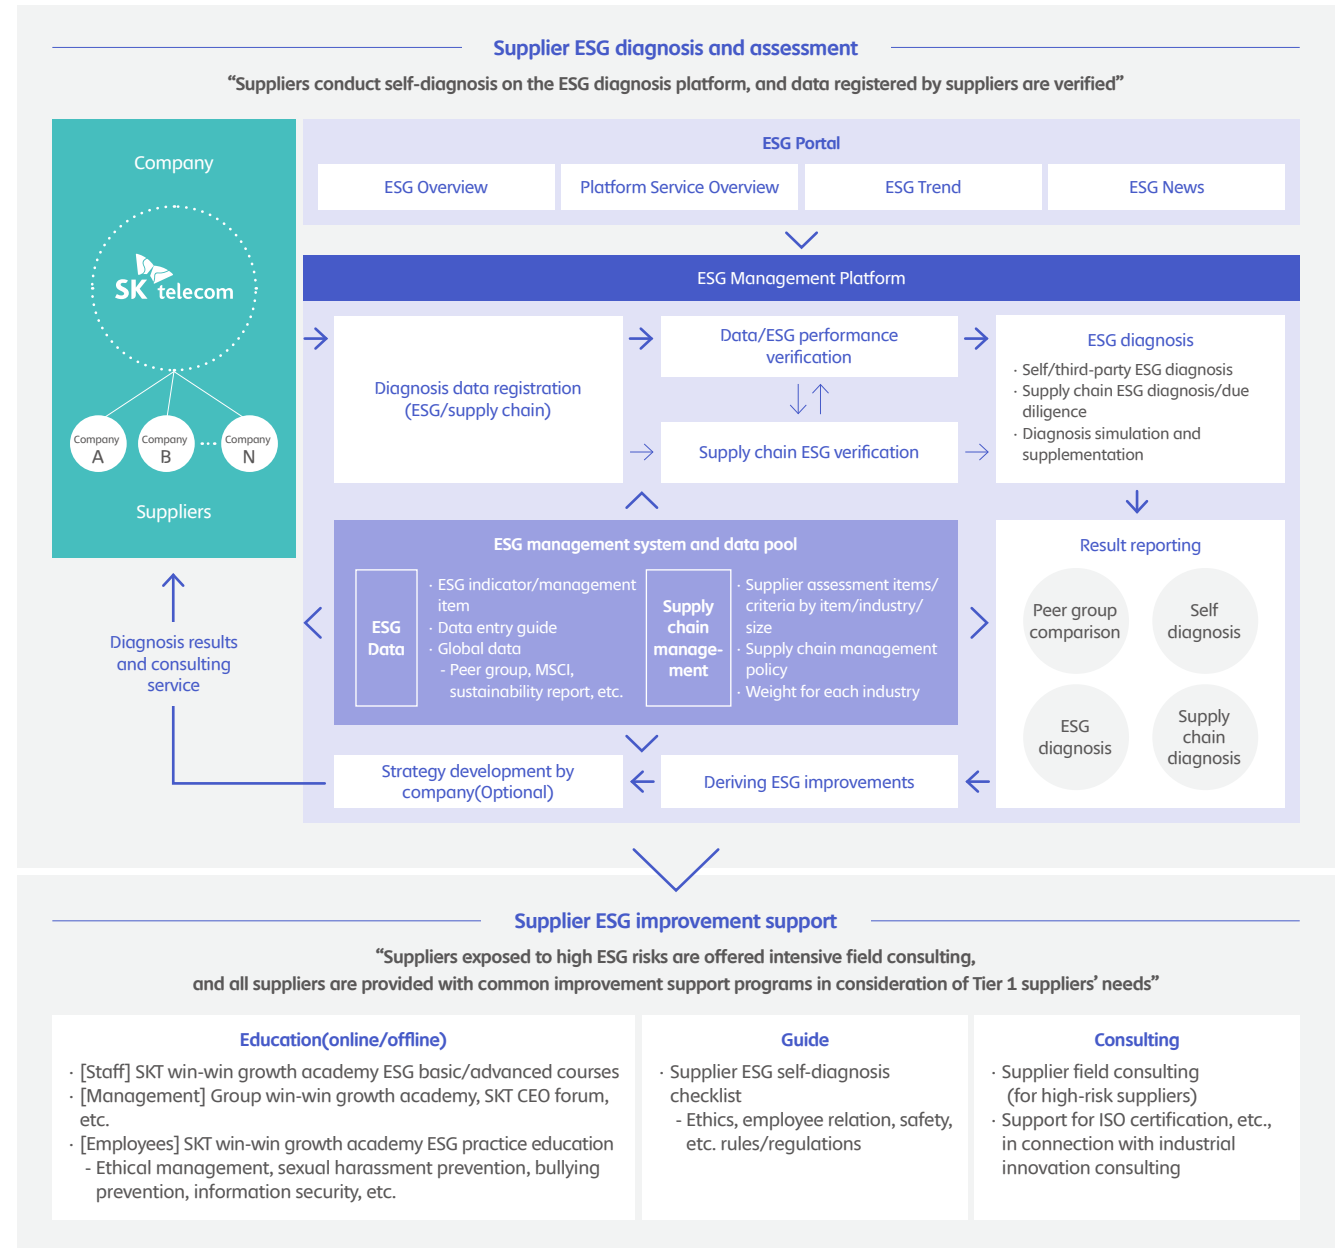 Supplier ESG diagnosis and assessment
“Suppliers conduct self-diagnosis on the ESG diagnosis platform, and data registered by suppliers are verified”
Company
SK telecom
Company
A
Company
B
...
Company
N
Suppliers
ESG Portal
ESG Overview
Platform Service Overview
ESG Trend
ESG News
ESG Management Platform
Diagnosis data registration
(ESG/supply chain)
Data/ESG performance
verification
Supply chain ESG verification
ESG diagnosis
· Self/third-party ESG diagnosis
· Supply chain ESG diagnosis/due
diligence
· Diagnosis simulation and
supplementation
ESG management system and data pool
ESG
Data
· ESG indicator/management
item
· Data entry guide
· Global data
- Peer group, MSCI,
sustainability report, etc.
Supply
chain
manage-
ment
· Supplier assessment items/
criteria by item/industry/
size
· Supply chain management
policy
· Weight for each industry
Result reporting
Peer group
comparison
Self
diagnosis
ESG
diagnosis
Supply
chain
diagnosis
Deriving ESG improvements
Strategy development by
company(Optional)
Diagnosis results
and consulting
service
Supplier ESG improvement support
“Suppliers exposed to high ESG risks are offered intensive field consulting,
and all suppliers are provided with common improvement support programs in consideration of Tier 1 suppliers’ needs”
Education(online/offline)
· [Staff] SKT win-win growth academy ESG basic/advanced courses
· [Management] Group win-win growth academy, SKT CEO forum,
etc.
· [Employees] SKT win-win growth academy ESG practice education
- Ethical management, sexual harassment prevention, bullying
prevention, information security, etc.
Guide
· Supplier ESG self-diagnosis
checklist
- Ethics, employee relation, safety,
etc. rules/regulations
Consulting
· Supplier field consulting
(for high-risk suppliers)
· Support for ISO certification, etc.,
in connection with industrial
innovation consulting